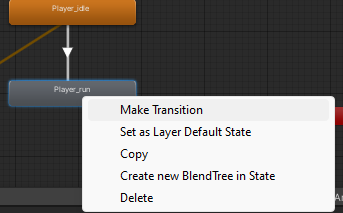 Player_idle
Player_run
Make Transition
Set as Layer Default State
Copy
Create new BlendTree in State
Delete